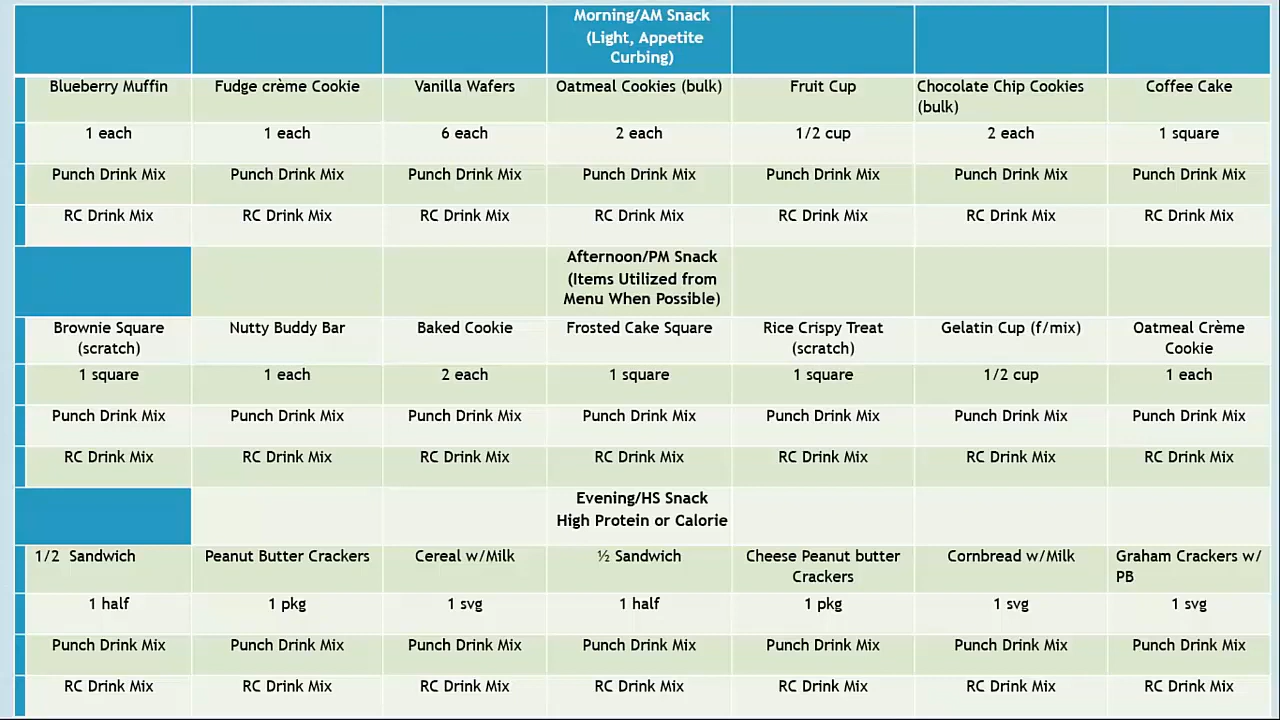 Morning/AM Snack
(Light, Appetite
Curbing)
Blueberry Muffin Fudge crème Cookie Vanilla Wafers Oatmeal Cookies (bulk) Fruit Cup Chocolate Chip Cookies (bulk) Coffee Cake
1 each 1 each 6 each 2 each 1/2 cup 2 each 1 square
Punch Drink Mix Punch Drink Mix Punch Drink Mix Punch Drink Mix Punch Drink Mix Punch Drink Mix Punch Drink Mix
RC Drink Mix RC Drink Mix RC Drink Mix RC Drink Mix RC Drink Mix RC Drink Mix RC Drink Mix
Afternoon/PM Snack
(Items Utilized from
Menu When Possible)
Brownie Square (scratch) Nutty Buddy Bar Baked Cookie Frosted Cake Square Rice Crispy Treat (scratch) Gelatin Cup (f/mix) Oatmeal Crème Cookie
1 square 1 each 2 each 1 square 1 square 1/2 cup 1 each
Punch Drink Mix Punch Drink Mix Punch Drink Mix Punch Drink Mix Punch Drink Mix Punch Drink Mix Punch Drink Mix
RC Drink Mix RC Drink Mix RC Drink Mix RC Drink Mix RC Drink Mix RC Drink Mix RC Drink Mix
Evening/HS Snack
High Protein or Calorie
1/2 Sandwich Peanut Butter Crackers Cereal w/Milk ½ Sandwich Cheese Peanut butter Crackers Cornbread w/Milk Graham Crackers w/ PB
1 half 1 pkg 1 svg 1 half 1 pkg 1 svg 1 svg
Punch Drink Mix Punch Drink Mix Punch Drink Mix Punch Drink Mix Punch Drink Mix Punch Drink Mix Punch Drink Mix
RC Drink Mix RC Drink Mix RC Drink Mix RC Drink Mix RC Drink Mix RC Drink Mix RC Drink Mix